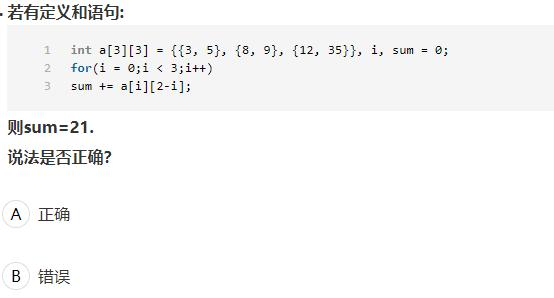 . 若有定义和语句:
1 int a[3][3] = {{3, 5}, {8, 9}, {12, 35}}, i, sum = 0;
2 for(i = 0;i < 3;i++)
3 sum += a[i][2-i];
则sum=21.
说法是否正确?
A 正确
B 错误